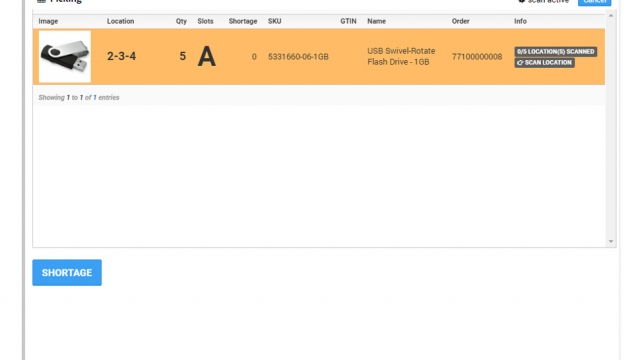 Picking
scan active
Cancel
Image Location Qty Slots Shortage SKU GTIN Name Order Info
2-3-4 5 A 0 5331660-06-1GB USB Swivel-Rotate Flash Drive - 1GB 77100000008 0/5 LOCATION(S) SCANNED
SCAN LOCATION
Showing 1 to 1 of 1 entries
SHORTAGE